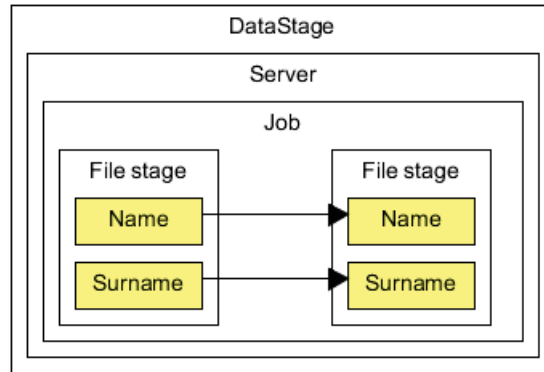 DataStage
Server
Job
File stage
File stage
Name
Name
Surname
Surname